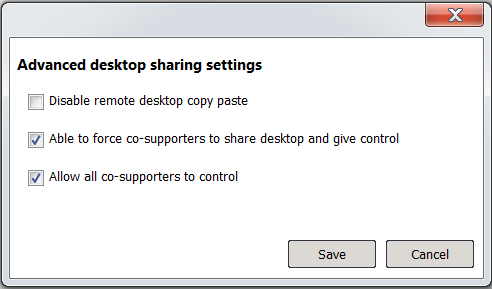 Advanced desktop sharing settings
Disable remote desktop copy paste
Able to force co-supporters to share desktop and give control
Allow all co-supporters to control
Save Cancel